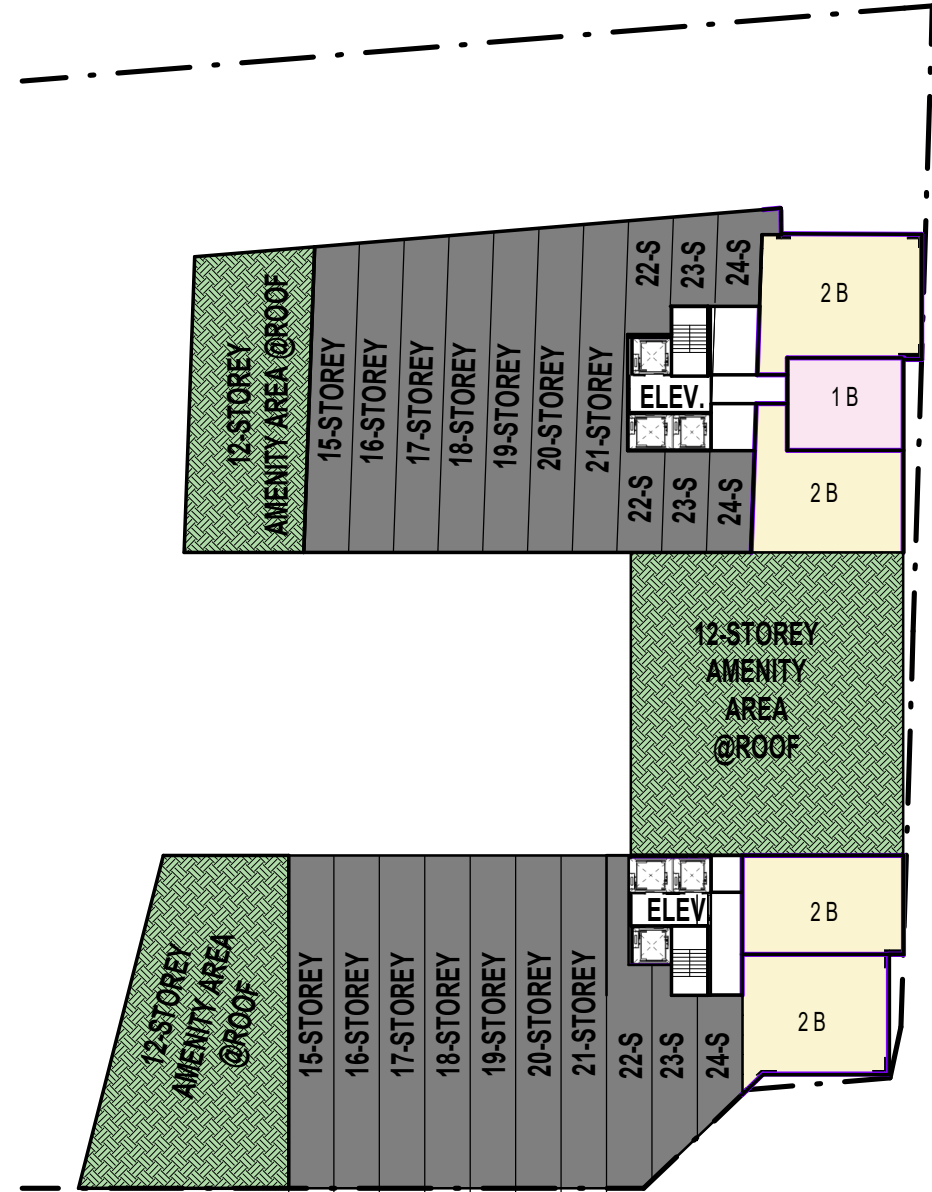 12-STOREY
AMENITY AREA @ROOF
15-STOREY
16-STOREY
17-STOREY
18-STOREY
19-STOREY
20-STOREY
21-STOREY
22-S
23-S
24-S
ELEV.
22-S
23-S
24-S
2 B
1 B
2 B
12-STOREY
AMENITY
AREA
@ROOF
12-STOREY
AMENITY AREA
@ROOF
15-STOREY
16-STOREY
17-STOREY
18-STOREY
19-STOREY
20-STOREY
21-STOREY
22-S
23-S
24-S
ELEV
2 B
2 B